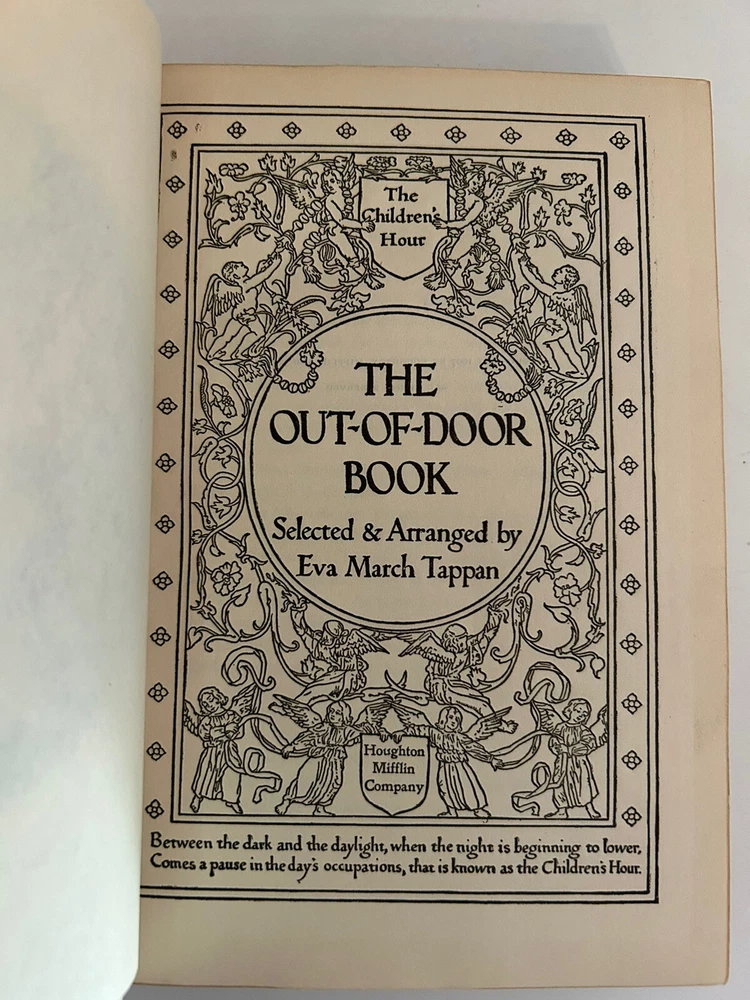 The
Children's
Hour
THE
OUT-OF-DOOR
BOOK
Selected & Arranged by
Eva March Tappan
Houghton
Mifflin
Company
Between the dark and the daylight, when the night is beginning to lower,
Comes a pause in the day's occupations, that is known as the Children's Hour.